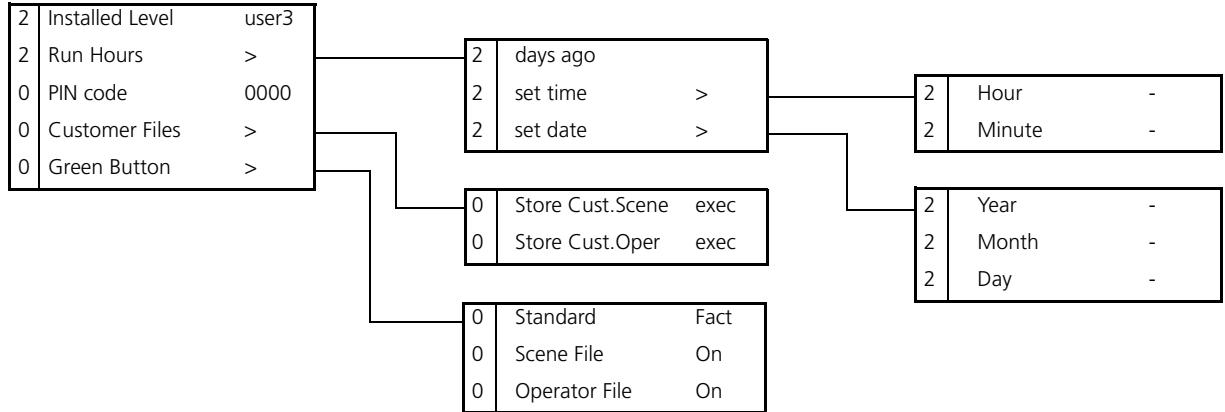 2 Installed Level user3
2 Run Hours >
0 PIN code 0000
0 Customer Files >
0 Green Button >
2 days ago
2 set time >
2 set date >
0 Store Cust.Scene exec
0 Store Cust.Oper exec
0 Standard Fact
0 Scene File On
0 Operator File On
2 Hour -
2 Minute -
2 Year -
2 Month -
2 Day -